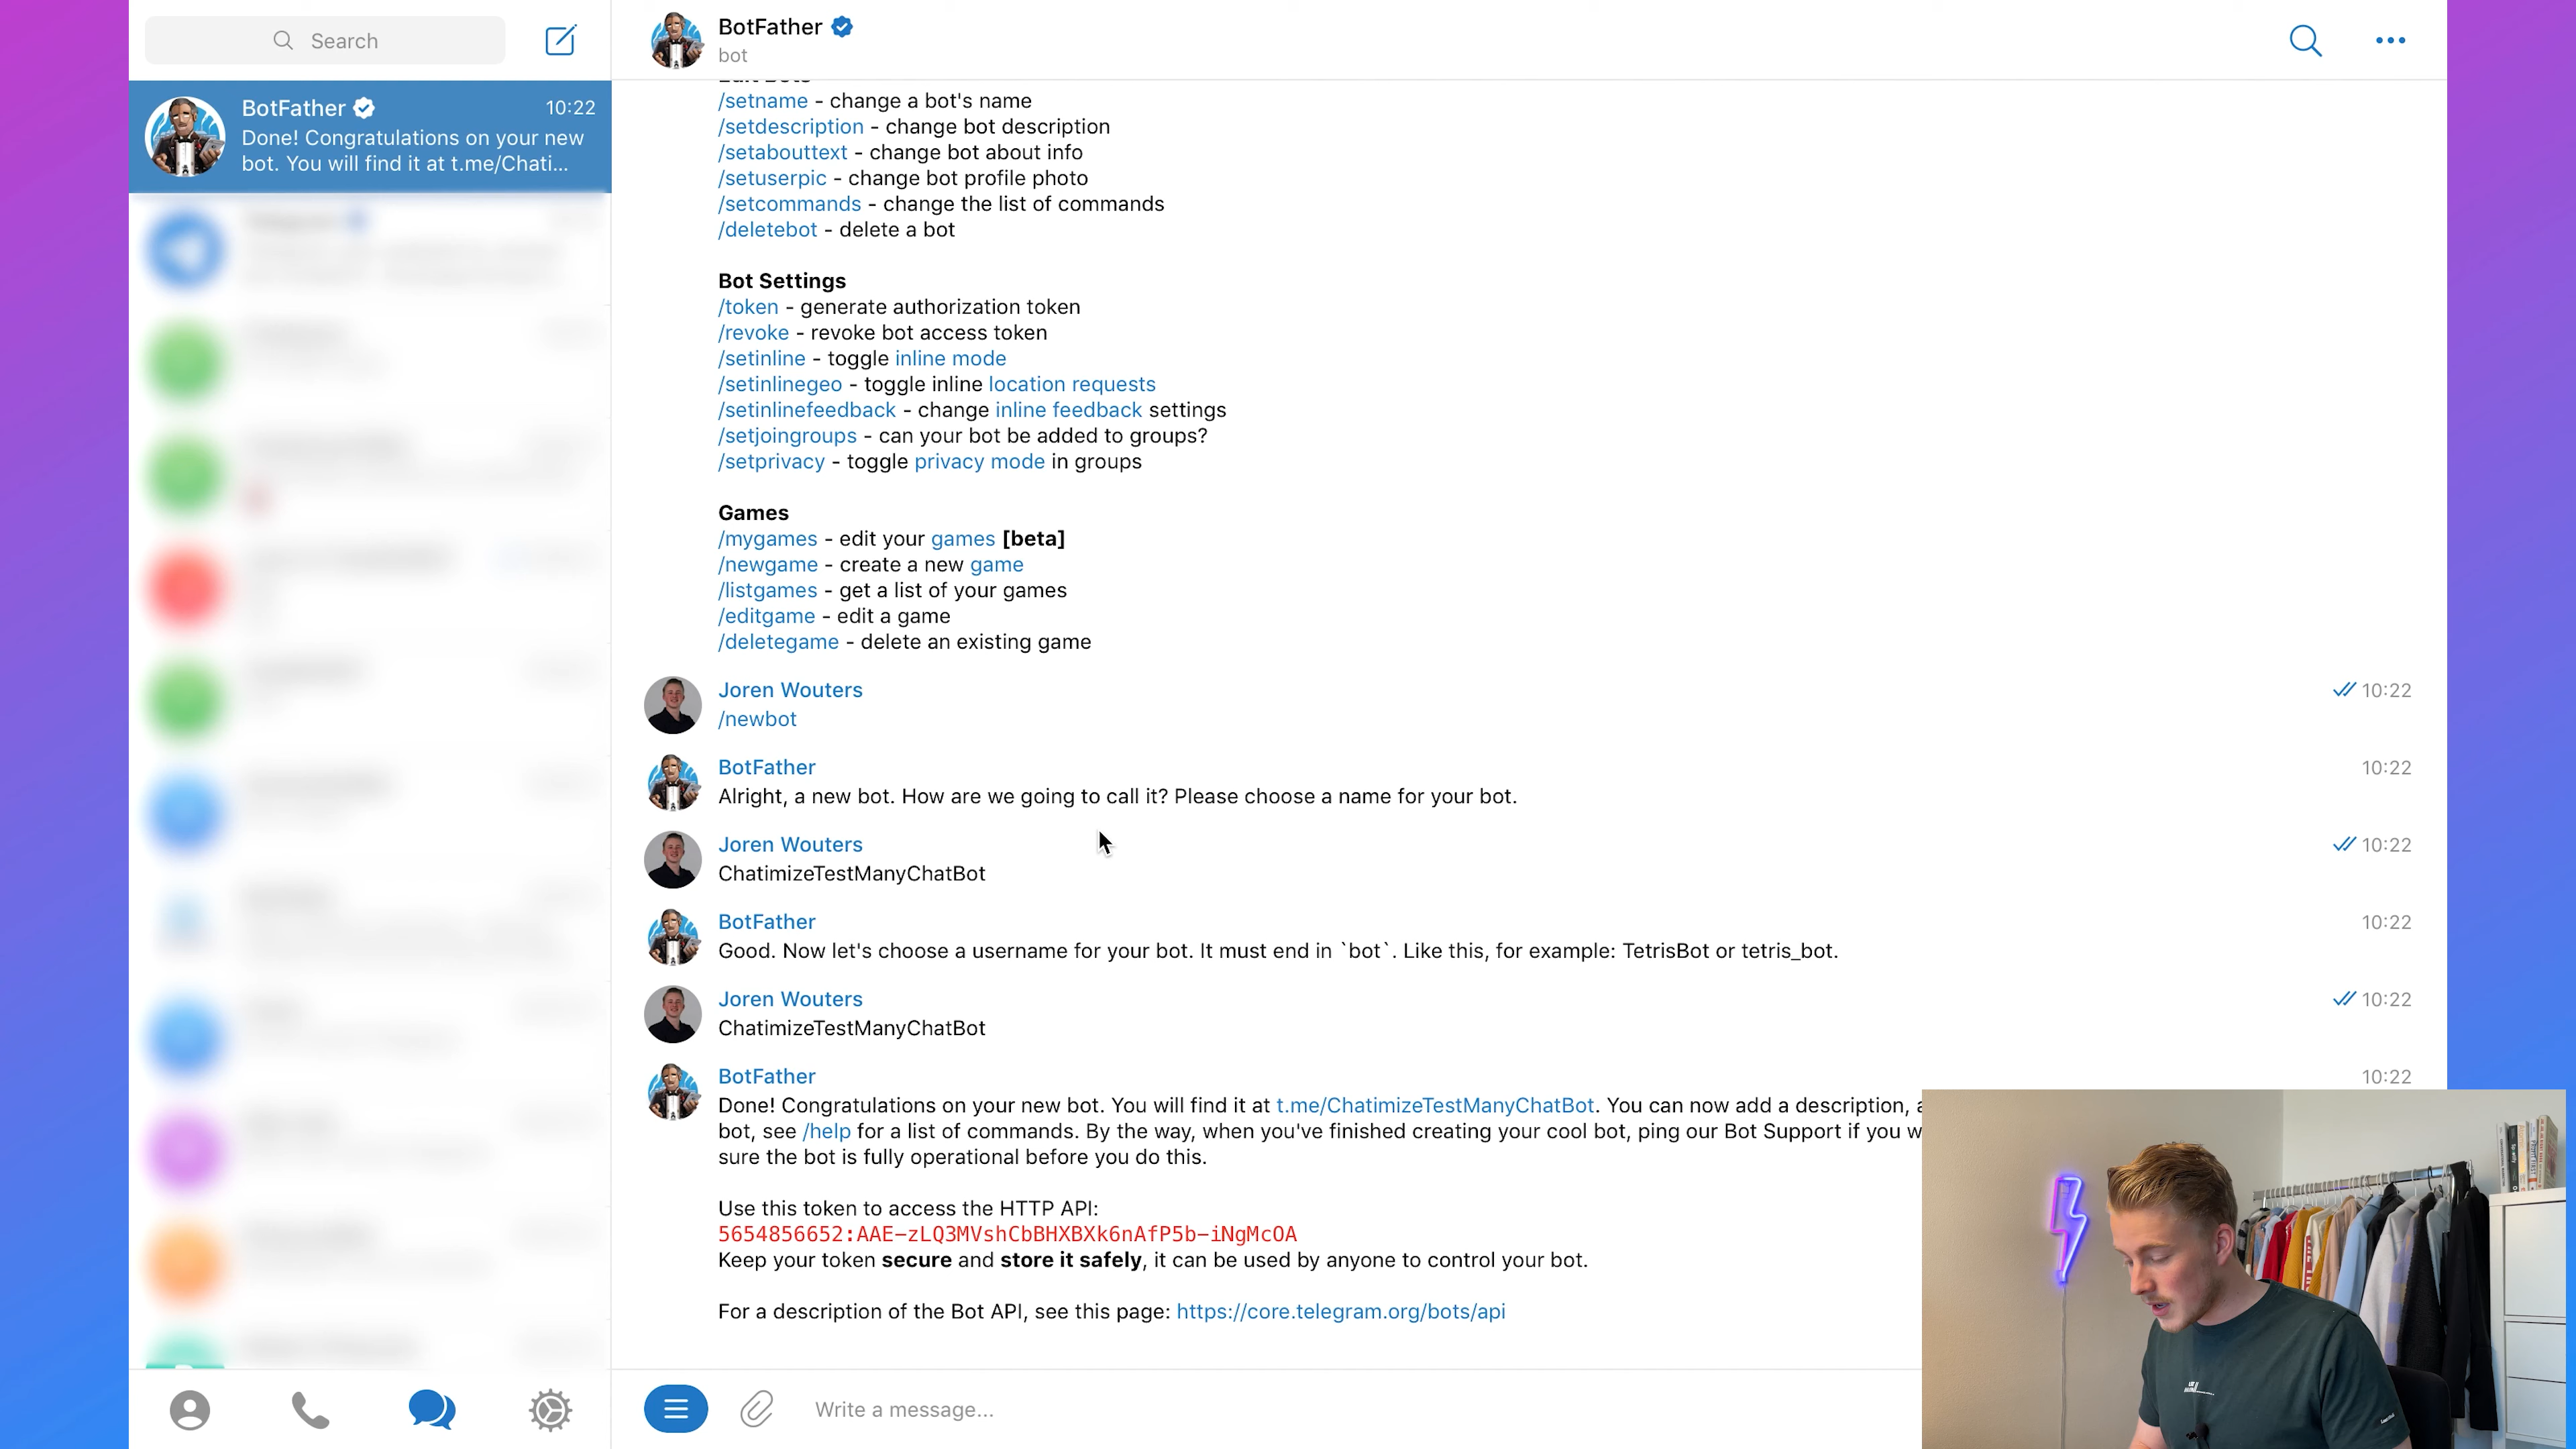 Search
BotFather
10:22
Done! Congratulations on your new
bot. You will find it at t.me/Chati...
BotFather
bot
/setname - change a bot's name
/setdescription - change bot description
/setabouttext - change bot about info
/setuserpic - change bot profile photo
/setcommands - change the list of commands
/deletebot - delete a bot
Bot Settings
/token - generate authorization token
/revoke - revoke bot access token
/setinline - toggle inline mode
/setinlinegeo - toggle inline location requests
/setinlinefeedback - change inline feedback settings
/setjoingroups - can your bot be added to groups?
/setprivacy - toggle privacy mode in groups
Games
/mygames - edit your games [beta]
/newgame - create a new game
/listgames - get a list of your games
/editgame - edit a game
/deletegame - delete an existing game
Joren Wouters 10:22
/newbot
BotFather 10:22
Alright, a new bot. How are we going to call it? Please choose a name for your bot.
Joren Wouters 10:22
ChatimizeTestManyChatBot
BotFather 10:22
Good. Now let's choose a username for your bot. It must end in `bot`. Like this, for example: TetrisBot or tetris_bot.
Joren Wouters 10:22
ChatimizeTestManyChatBot
BotFather 10:22
Done! Congratulations on your new bot. You will find it at t.me/ChatimizeTestManyChatBot. You can now add a description,
bot, see /help for a list of commands. By the way, when you've finished creating your cool bot, ping our Bot Support if you
sure the bot is fully operational before you do this.
Use this token to access the HTTP API:
5654856652:AAE-zLQ3MVshCbBHXBXk6nAfP5b-iNgMcOA
Keep your token secure and store it safely, it can be used by anyone to control your bot.
For a description of the Bot API, see this page: https://core.telegram.org/bots/api
Write a message...